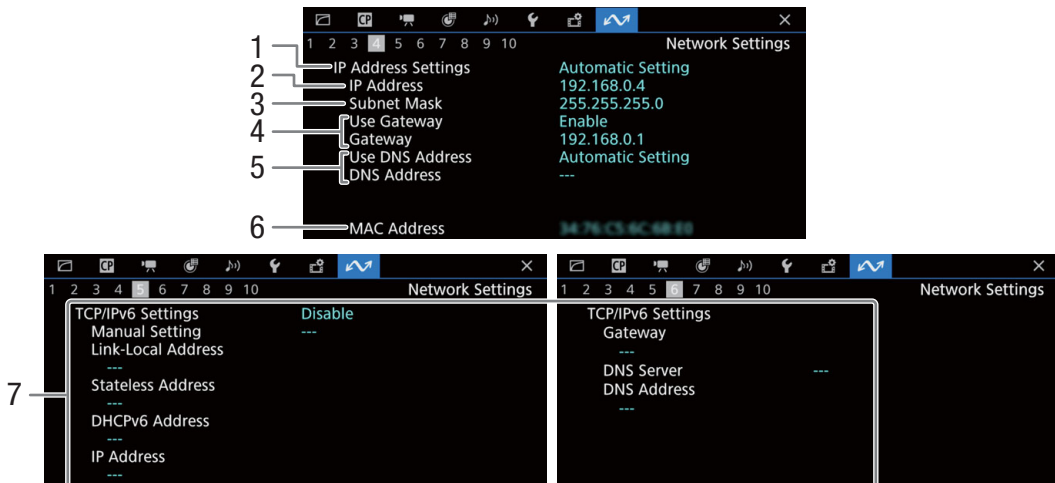 CP
1 2 3 4 5 6 7 8 9 10 Network Settings
1 IP Address Settings Automatic Setting
2 IP Address 192.168.0.4
3 Subnet Mask 255.255.255.0
4 Use Gateway Enable
Gateway 192.168.0.1
5 Use DNS Address Automatic Setting
DNS Address ---
6 MAC Address
CP
1 2 3 4 5 6 7 8 9 10 Network Settings
7
TCP/IPv6 Settings Disable
Manual Setting ---
Link-Local Address
---
Stateless Address
---
DHCPv6 Address
---
IP Address
---
CP
1 2 3 4 5 6 7 8 9 10 Network Settings
TCP/IPv6 Settings
Gateway
---
DNS Server ---
DNS Address
---